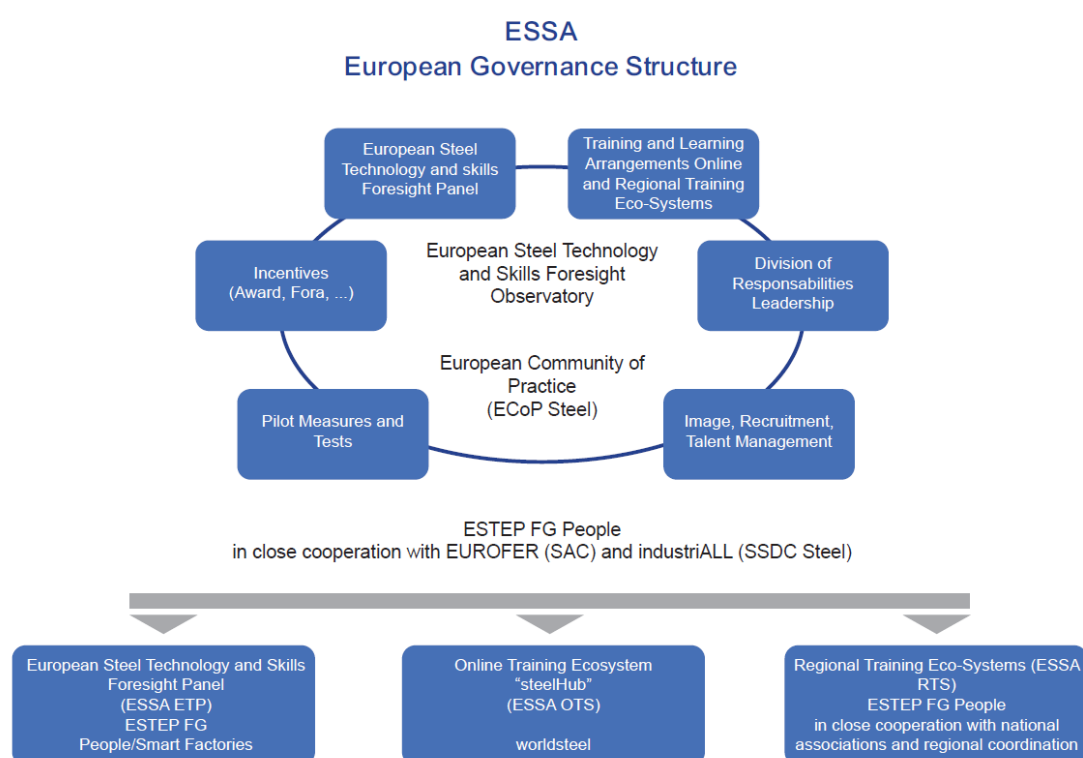 ESSA
European Governance Structure
European Steel
Technology and skills
Foresight Panel
Training and Learning
Arrangements Online
and Regional Training
Eco-Systems
Incentives
(Award, Fora, ...)
European Steel Technology
and Skills Foresight
Observatory
Division of
Responsabilities
Leadership
European Community of
Practice
(ECoP Steel)
Pilot Measures and
Tests
Image, Recruitment,
Talent Management
ESTEP FG People
in close cooperation with EUROFER (SAC) and industriALL (SSDC Steel)
European Steel Technology and Skills
Foresight Panel
(ESSA ETP)
ESTEP FG
People/Smart Factories
Online Training Ecosystem
“steelHub”
(ESSA OTS)
worldsteel
Regional Training Eco-Systems (ESSA
RTS)
ESTEP FG People
in close cooperation with national
associations and regional coordination